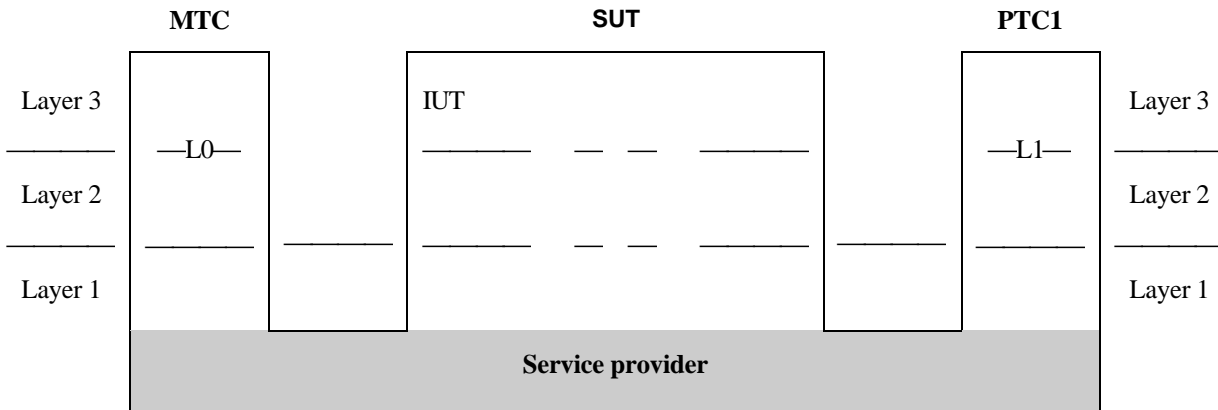 MTC SUT PTC1
Layer 3 IUT Layer 3
L0 L1
Layer 2 Layer 2
Layer 1 Layer 1
Service provider